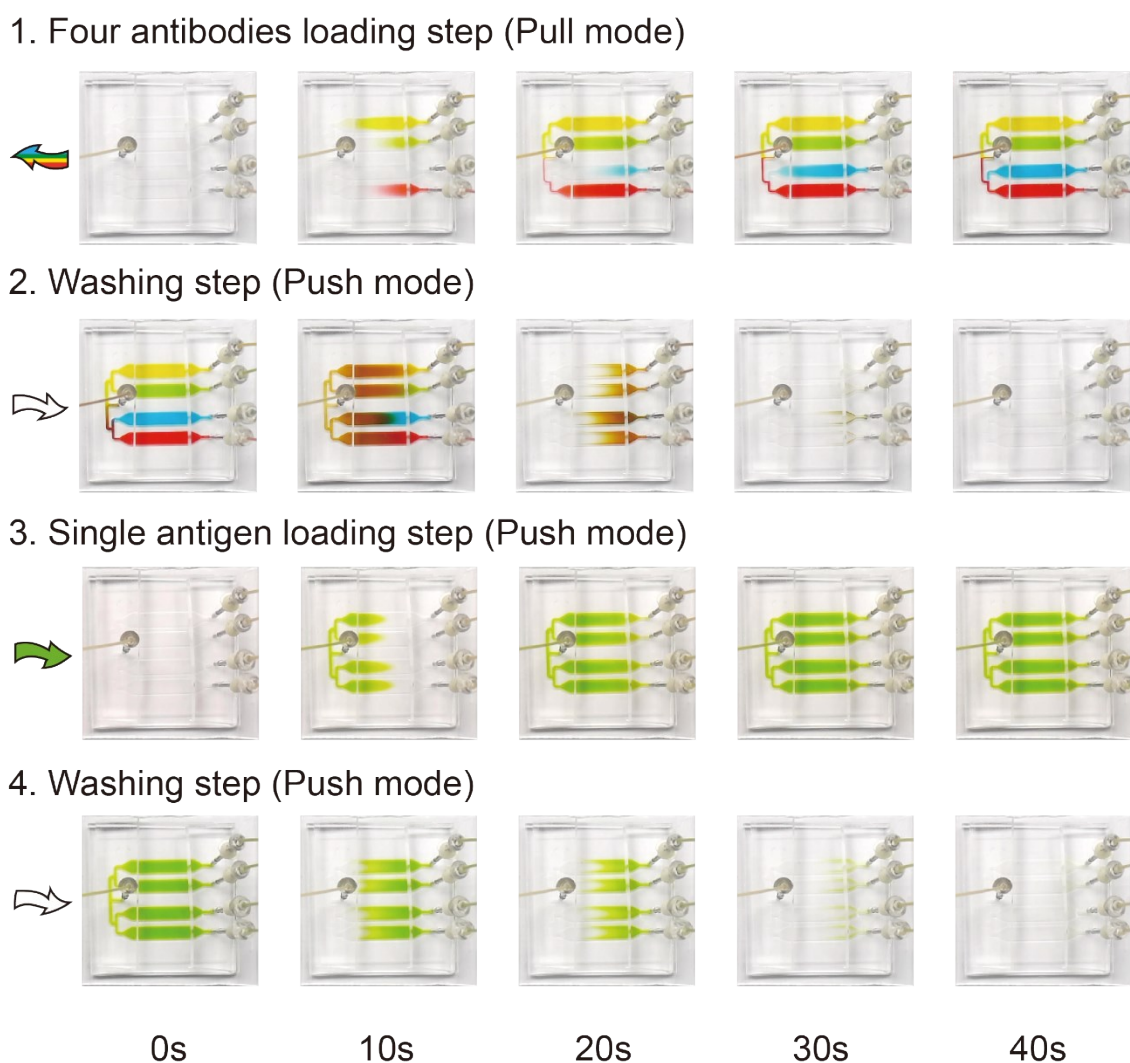 1. Four antibodies loading step (Pull mode)
2. Washing step (Push mode)
3. Single antigen loading step (Push mode)
4. Washing step (Push mode)
0s 10s 20s 30s 40s